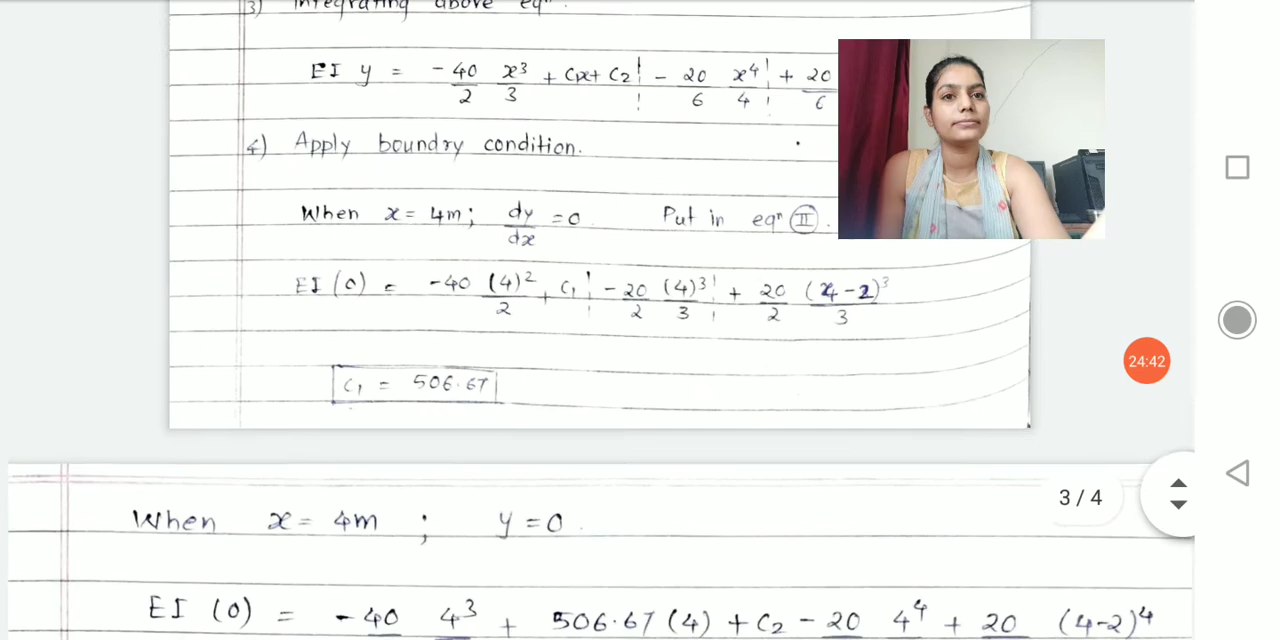 3) Integrating above eqⁿ.
EI y = -40/2 x³/3 + C₁x + C₂ ¦ - 20/6 x⁴/4 ¦ + 20/6
4) Apply boundry condition.
When x = 4m; dy/dx = 0 Put in eqⁿ II.
EI (0) = -40 (4)²/2 + C₁ ¦ - 20/2 (4)³/3 ¦ + 20/2 (4-2)³/3
C₁ = 506.67
24:42
3 / 4
When x = 4m ; y = 0.
EI (0) = -40 4³ + 506.67 (4) + C₂ - 20 4⁴ + 20 (4-2)⁴